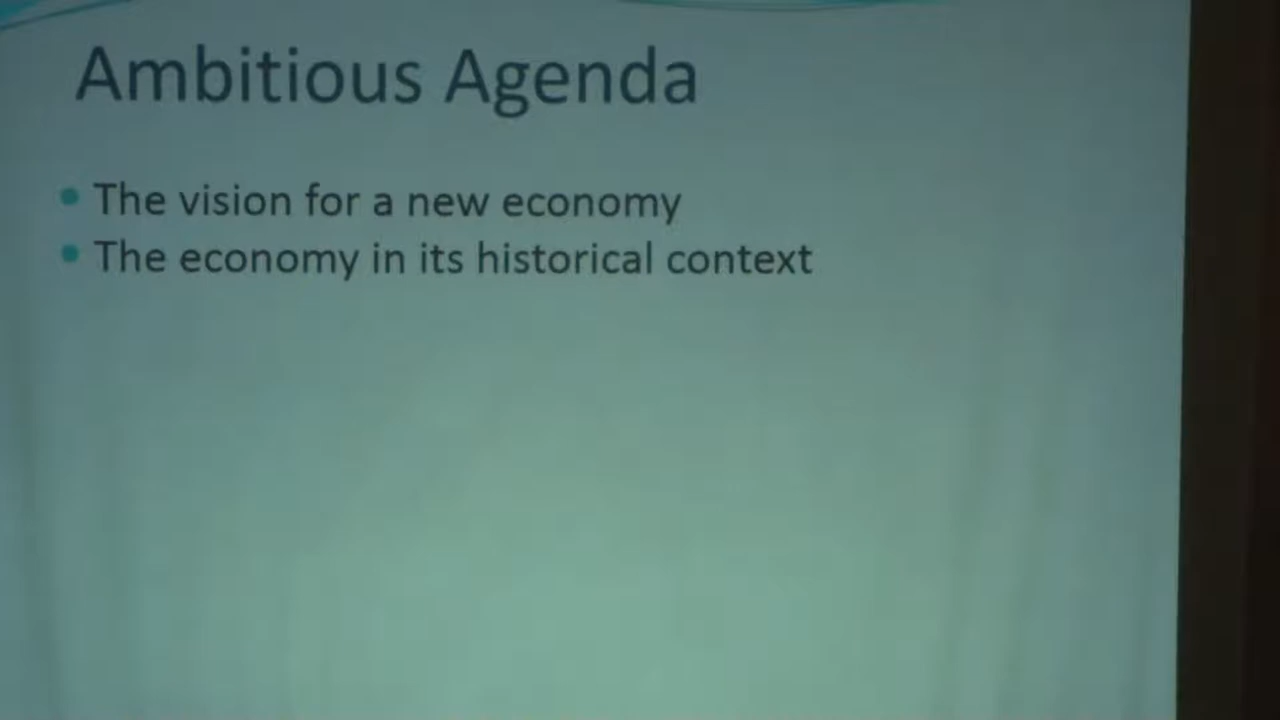 Ambitious Agenda
The vision for a new economy
The economy in its historical context